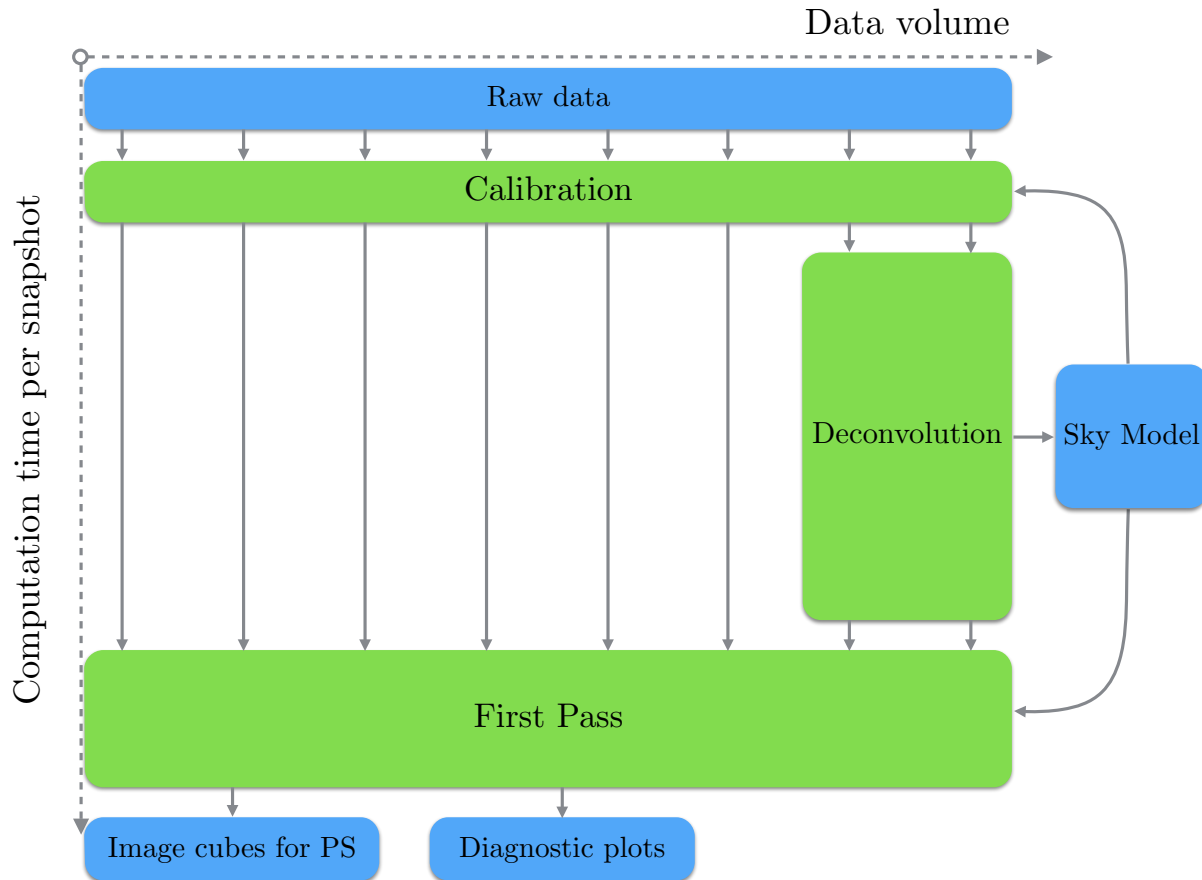 Data volume
Raw data
Calibration
Computation time per snapshot
Deconvolution
Sky Model
First Pass
Image cubes for PS
Diagnostic plots